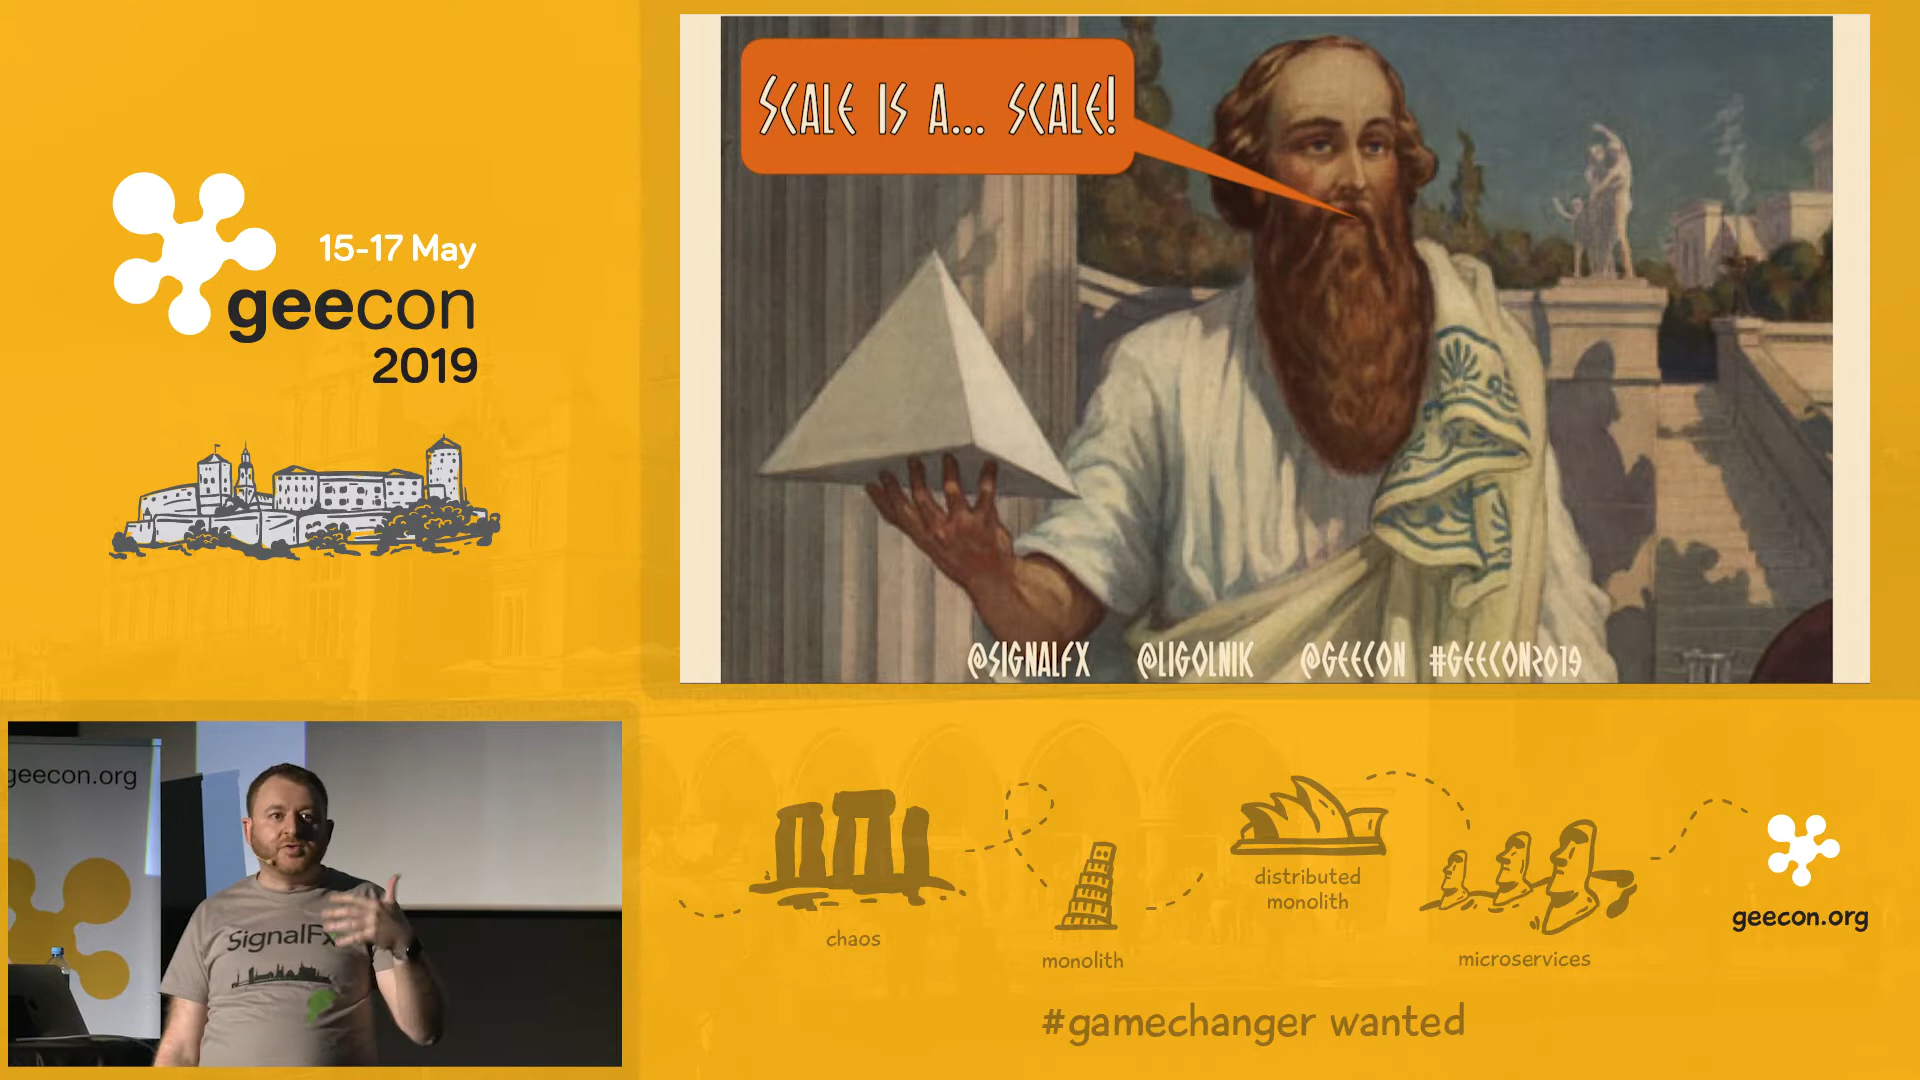 15-17 May
geecon
2019
SCALE IS A... SCALE!
@SIGNALFX @LIGOLNIK @GEECON #GEECON2019
geecon.org
SignalFx
chaos
monolith
distributed
monolith
microservices
geecon.org
#gamechanger wanted